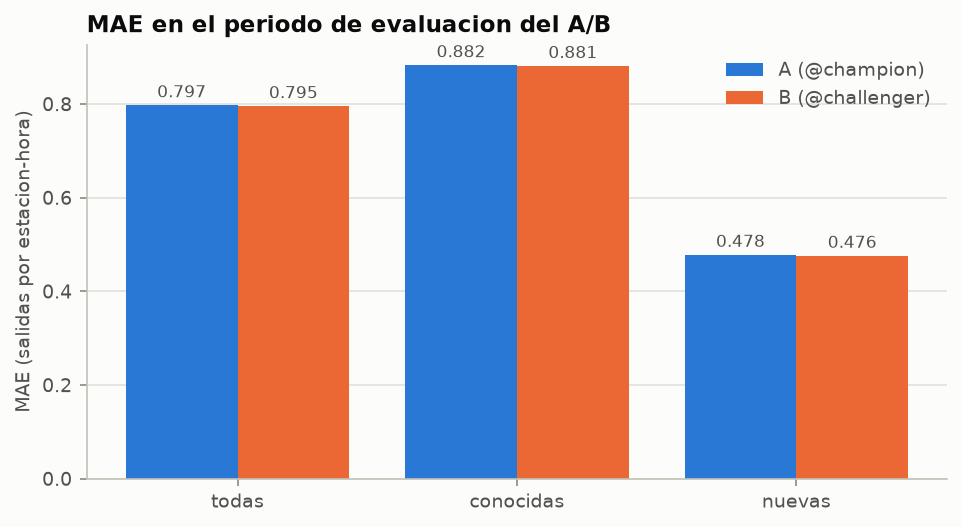 MAE en el periodo de evaluacion del A/B
MAE (salidas por estacion-hora)
0.8
0.6
0.4
0.2
0.0
0.797
0.795
0.882
0.881
0.478
0.476
A (@champion)
B (@challenger)
todas
conocidas
nuevas